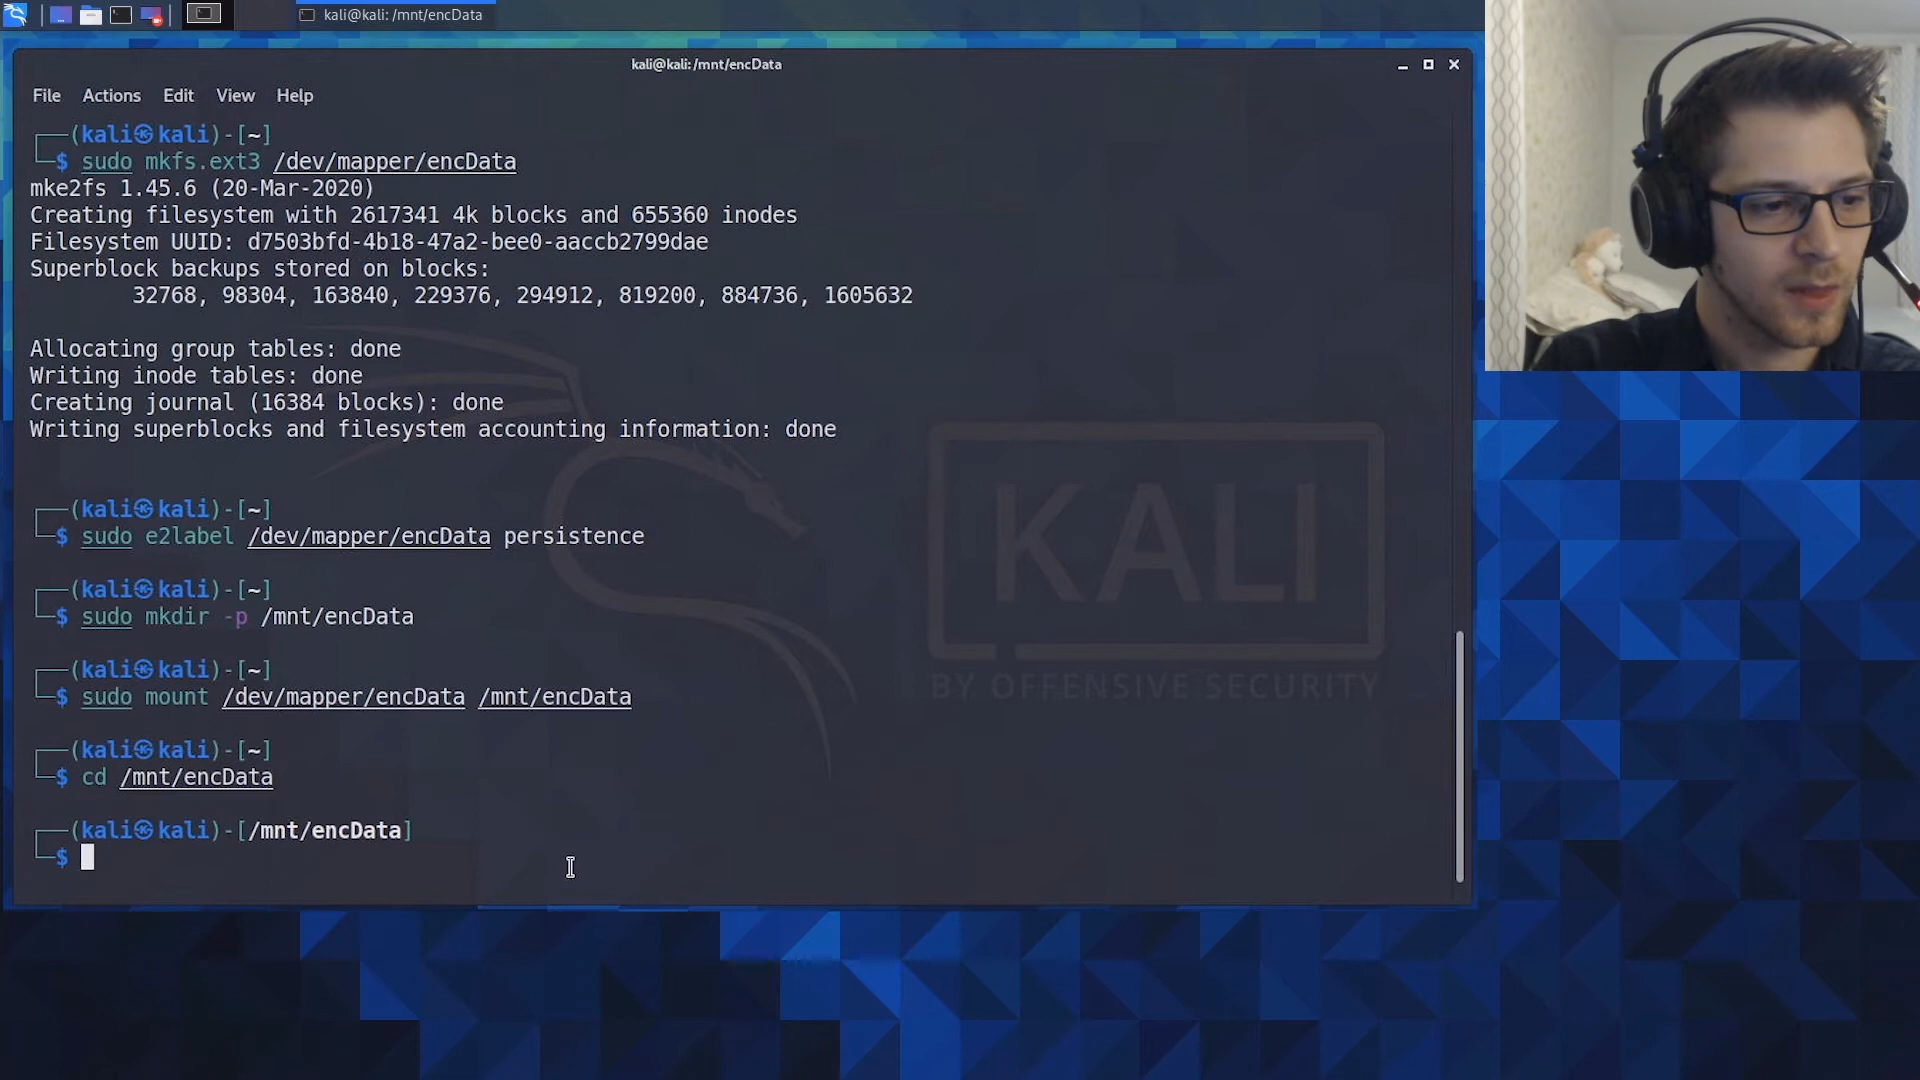 kali@kali: /mnt/encData
kali@kali:/mnt/encData
File Actions Edit View Help
┌──(kali㉿kali)-[~]
└─$ sudo mkfs.ext3 /dev/mapper/encData
mke2fs 1.45.6 (20-Mar-2020)
Creating filesystem with 2617341 4k blocks and 655360 inodes
Filesystem UUID: d7503bfd-4b18-47a2-bee0-aaccb2799dae
Superblock backups stored on blocks:
32768, 98304, 163840, 229376, 294912, 819200, 884736, 1605632
Allocating group tables: done
Writing inode tables: done
Creating journal (16384 blocks): done
Writing superblocks and filesystem accounting information: done
┌──(kali㉿kali)-[~]
└─$ sudo e2label /dev/mapper/encData persistence
┌──(kali㉿kali)-[~]
└─$ sudo mkdir -p /mnt/encData
┌──(kali㉿kali)-[~]
└─$ sudo mount /dev/mapper/encData /mnt/encData
┌──(kali㉿kali)-[~]
└─$ cd /mnt/encData
┌──(kali㉿kali)-[/mnt/encData]
└─$
KALI
BY OFFENSIVE SECURITY